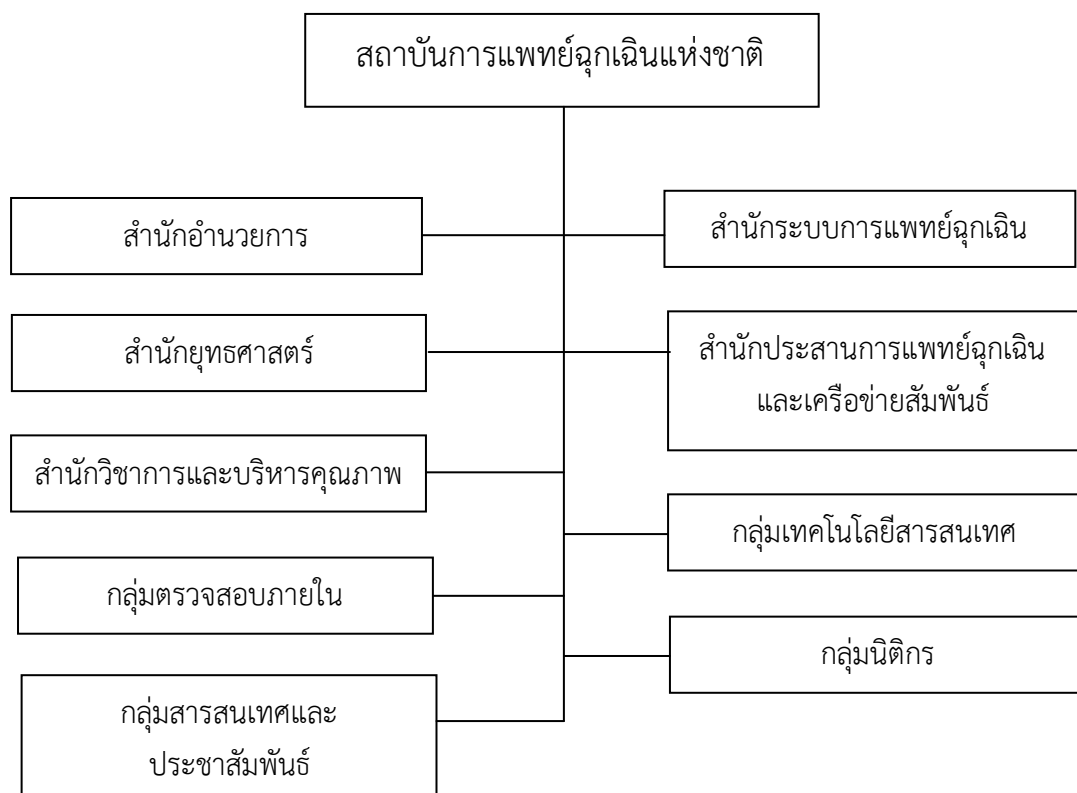 สถาบันการแพทย์ฉุกเฉินแห่งชาติ
สำนักอำนวยการ
สำนักระบบการแพทย์ฉุกเฉิน
สำนักยุทธศาสตร์
สำนักประสานการแพทย์ฉุกเฉิน
และเครือข่ายสัมพันธ์
สำนักวิชาการและบริหารคุณภาพ
กลุ่มเทคโนโลยีสารสนเทศ
กลุ่มตรวจสอบภายใน
กลุ่มนิติกร
กลุ่มสารสนเทศและ
ประชาสัมพันธ์